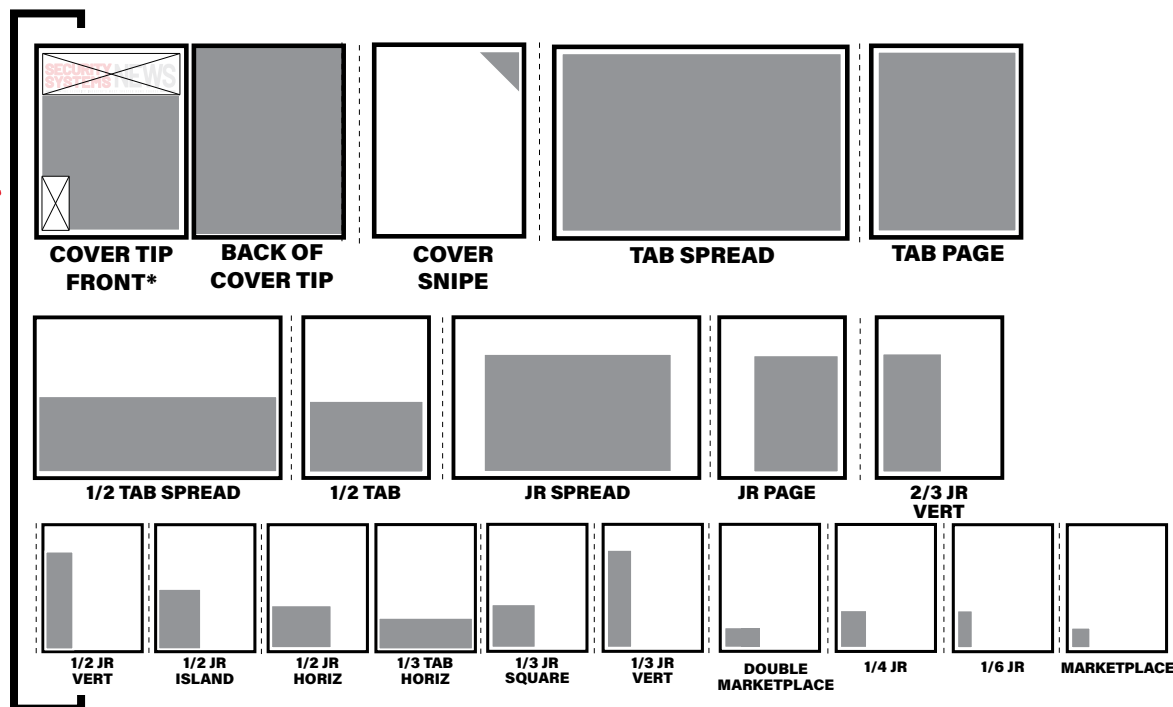 SECURITY
SYSTEMS NEWS
COVER TIP
FRONT*
BACK OF
COVER TIP
COVER
SNIPE
TAB SPREAD
TAB PAGE
1/2 TAB SPREAD
1/2 TAB
JR SPREAD
JR PAGE
2/3 JR
VERT
1/2 JR
VERT
1/2 JR
ISLAND
1/2 JR
HORIZ
1/3 TAB
HORIZ
1/3 JR
SQUARE
1/3 JR
VERT
DOUBLE
MARKETPLACE
1/4 JR
1/6 JR
MARKETPLACE